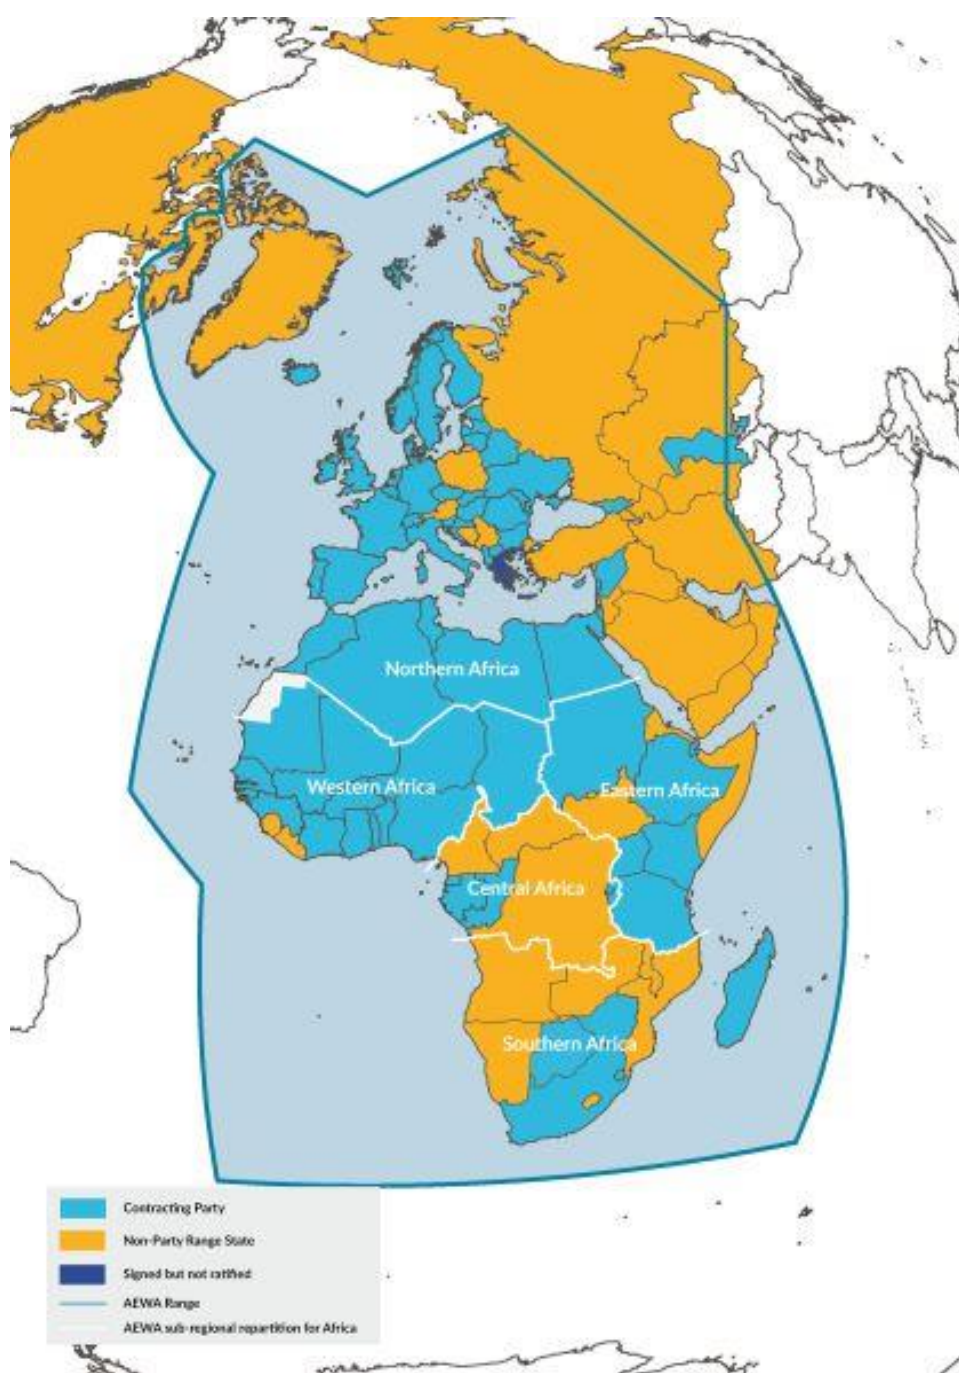 Northern Africa
Western Africa
Eastern Africa
Central Africa
Southern Africa
Contracting Party
Non-Party Range State
Signed but not ratified
AEWA Range
AEWA sub-regional repartition for Africa